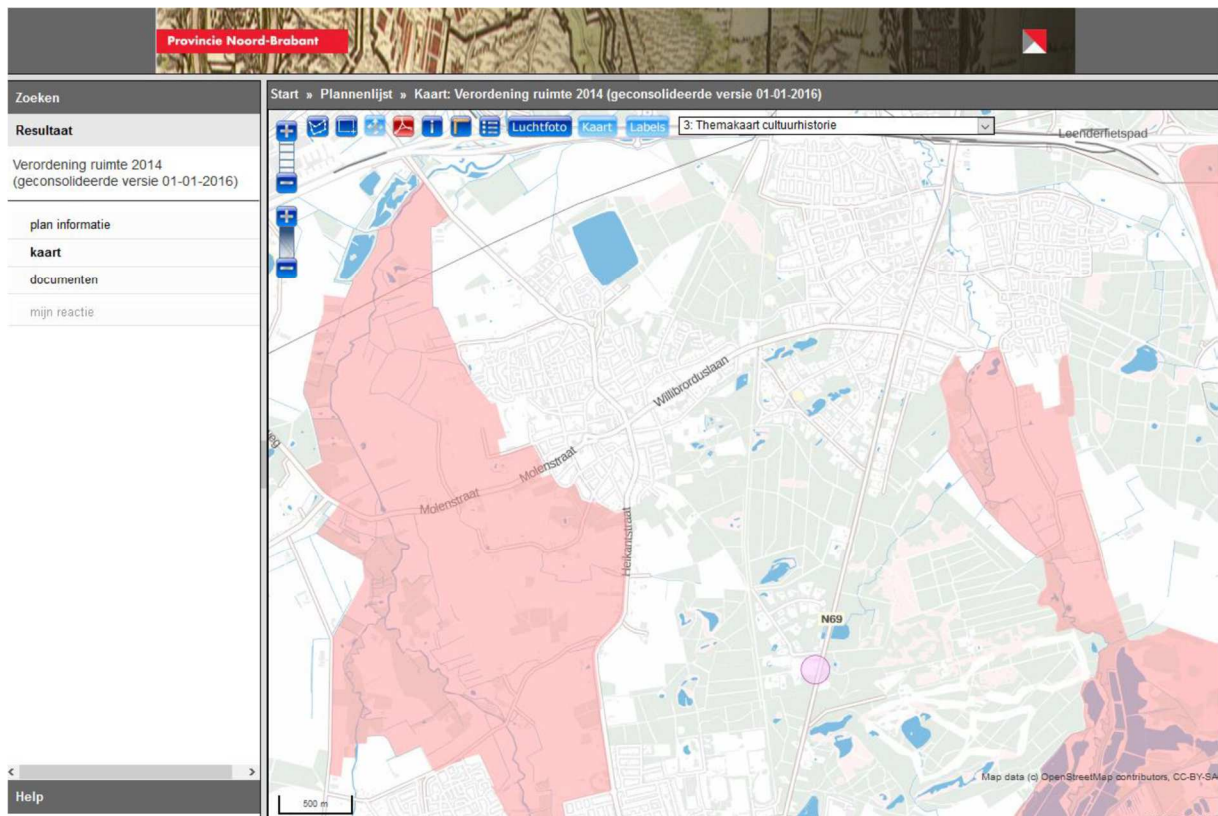 Provincie Noord-Brabant
Zoeken
Resultaat
Verordening ruimte 2014
(geconsolideerde versie 01-01-2016)
plan informatie
kaart
documenten
mijn reactie
Help
Start » Plannenlijst » Kaart: Verordening ruimte 2014 (geconsolideerde versie 01-01-2016)
Luchtfoto Kaart Labels 3: Themakaart cultuurhistorie
Leenderfietspad
Willibrorduslaan
Molenstraat
Molenstraat
Heikantstraat
N69
Map data (c) OpenStreetMap contributors, CC-BY-SA
500 m